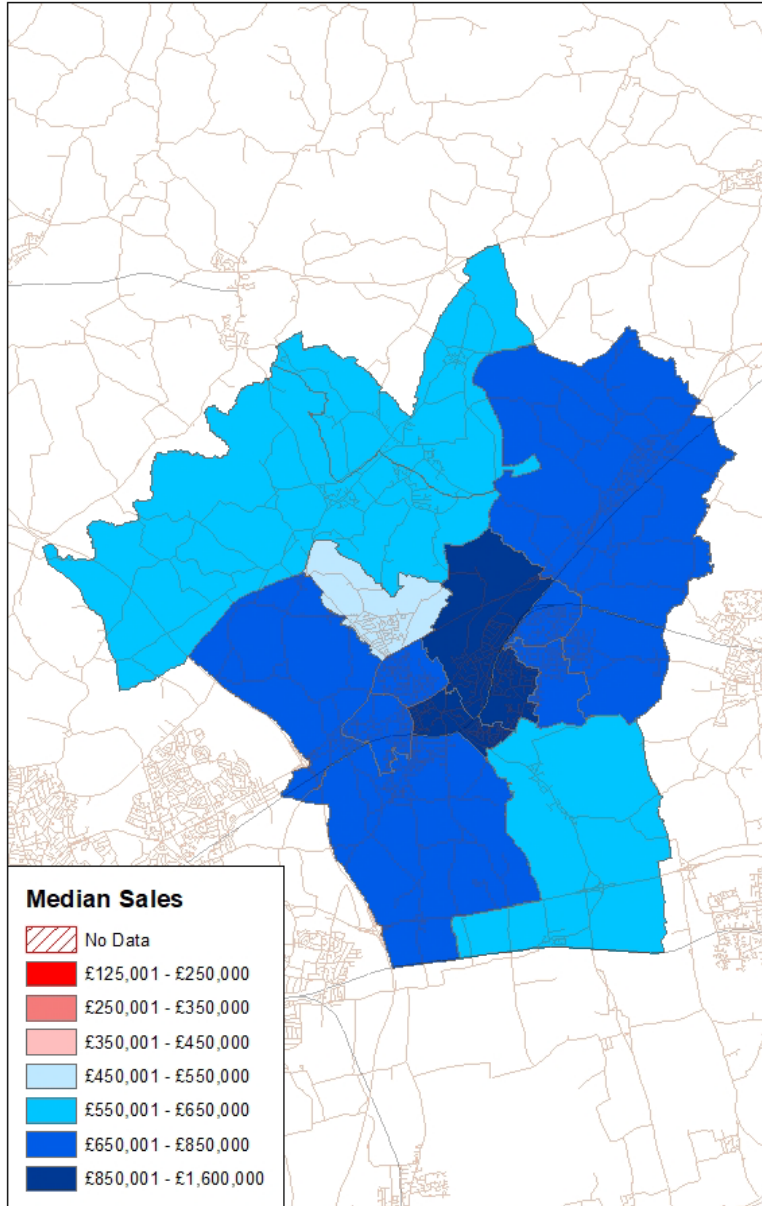 Median Sales
No Data
£125,001 - £250,000
£250,001 - £350,000
£350,001 - £450,000
£450,001 - £550,000
£550,001 - £650,000
£650,001 - £850,000
£850,001 - £1,600,000